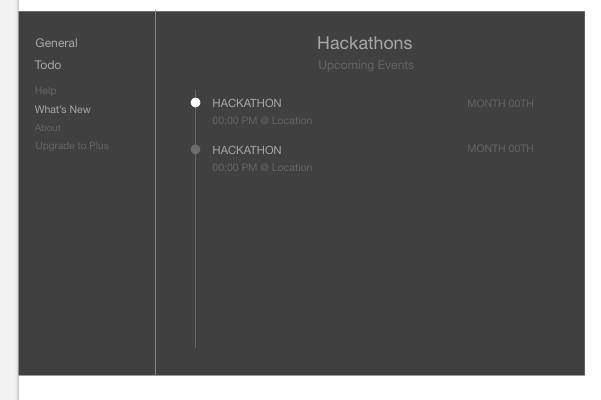 General
Todo
Help
What's New
About
Upgrade to Plus
Hackathons
Upcoming Events
HACKATHON MONTH 00TH
00:00 PM @ Location
HACKATHON MONTH 00TH
00:00 PM @ Location